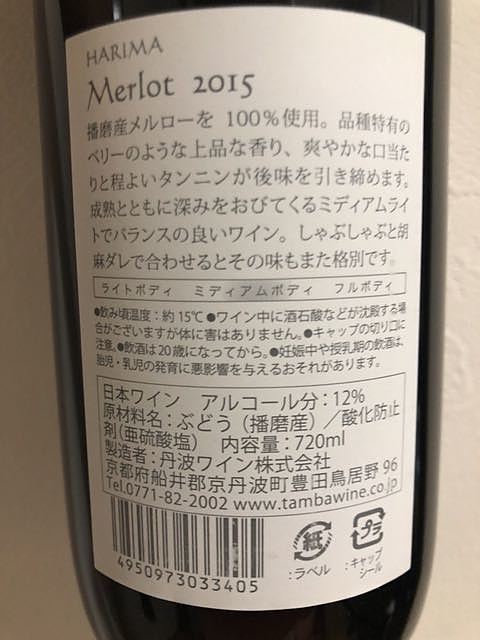 HARIMA
Merlot 2015
播磨産メルローを 100%使用。品種特有の
ベリーのような上品な香り、爽やかな口当た
りと程よいタンニンが後味を引き締めます。
成熟とともに深みをおびてくるミディアムライ
トでバランスの良いワイン。しゃぶしゃぶと胡
麻ダレで合わせるとその味もまた格別です。
ライトボディ ミディアムボディ フルボディ
●飲み頃温度：約15℃●ワイン中に酒石酸などが沈殿する場
合がございますが体に害はありません。●キャップの切り口に
注意。●飲酒は20歳になってから。●妊娠中や授乳期の飲酒は、
胎児・乳児の発育に悪影響を与えるおそれがあります。
日本ワイン アルコール分：12%
原材料名：ぶどう（播磨産）／酸化防止
剤（亜硫酸塩） 内容量：720ml
製造者：丹波ワイン株式会社
京都府船井郡京丹波町豊田鳥居野 96
Tel.0771-82-2002 www.tambawine.co.jp
4950973033405
紙
:ラベル
プラ
:キャップ
シール